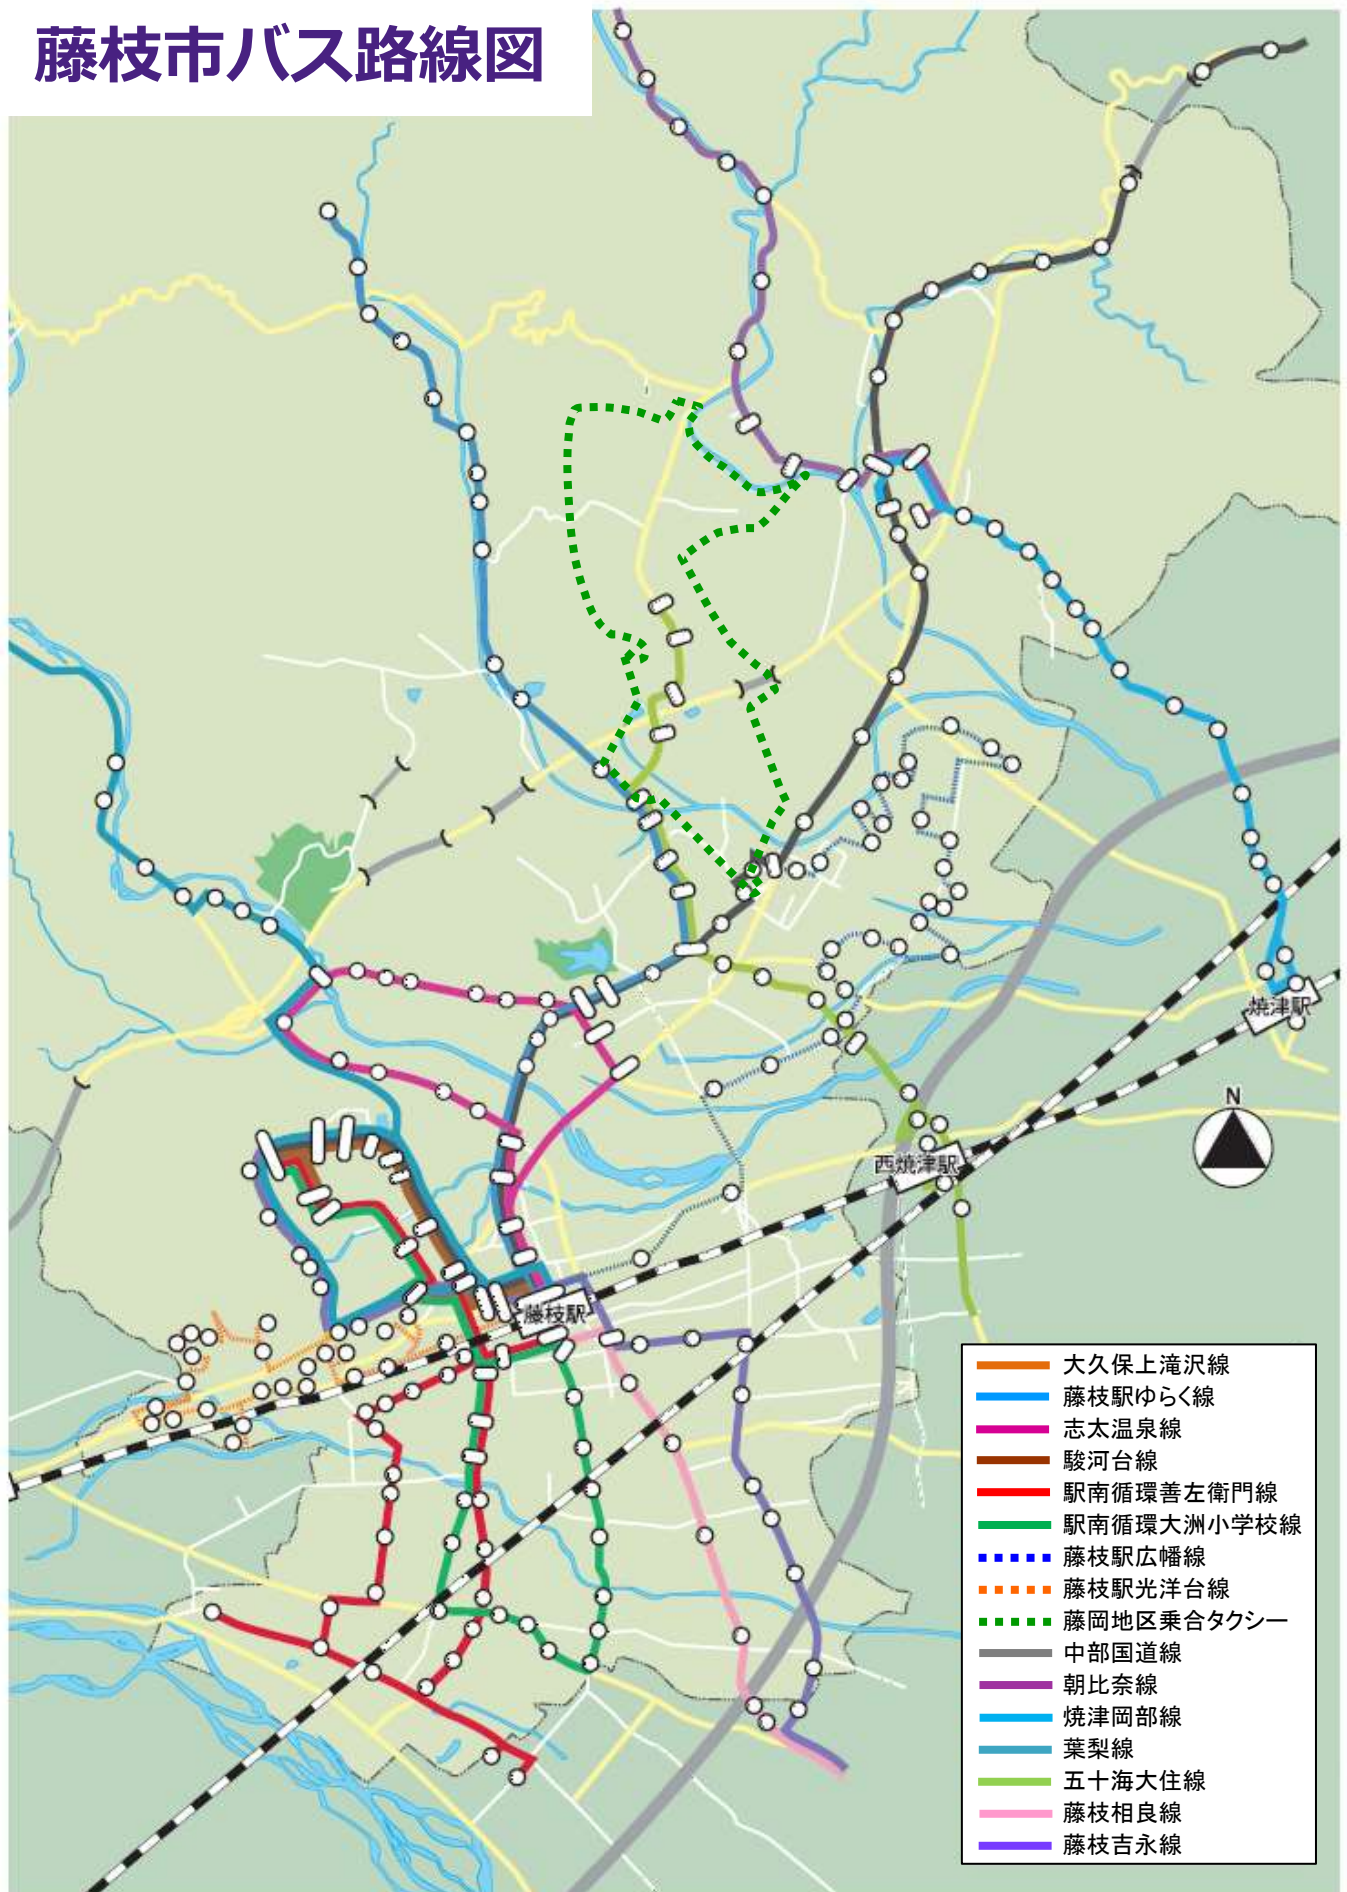 藤枝市バス路線図
焼津駅
N
西焼津駅
藤枝駅
大久保上滝沢線
藤枝駅ゆらく線
志太温泉線
駿河台線
駅南循環善左衛門線
駅南循環大洲小学校線
藤枝駅広幡線
藤枝駅光洋台線
藤岡地区乗合タクシー
中部国道線
朝比奈線
焼津岡部線
葉梨線
五十海大住線
藤枝相良線
藤枝吉永線